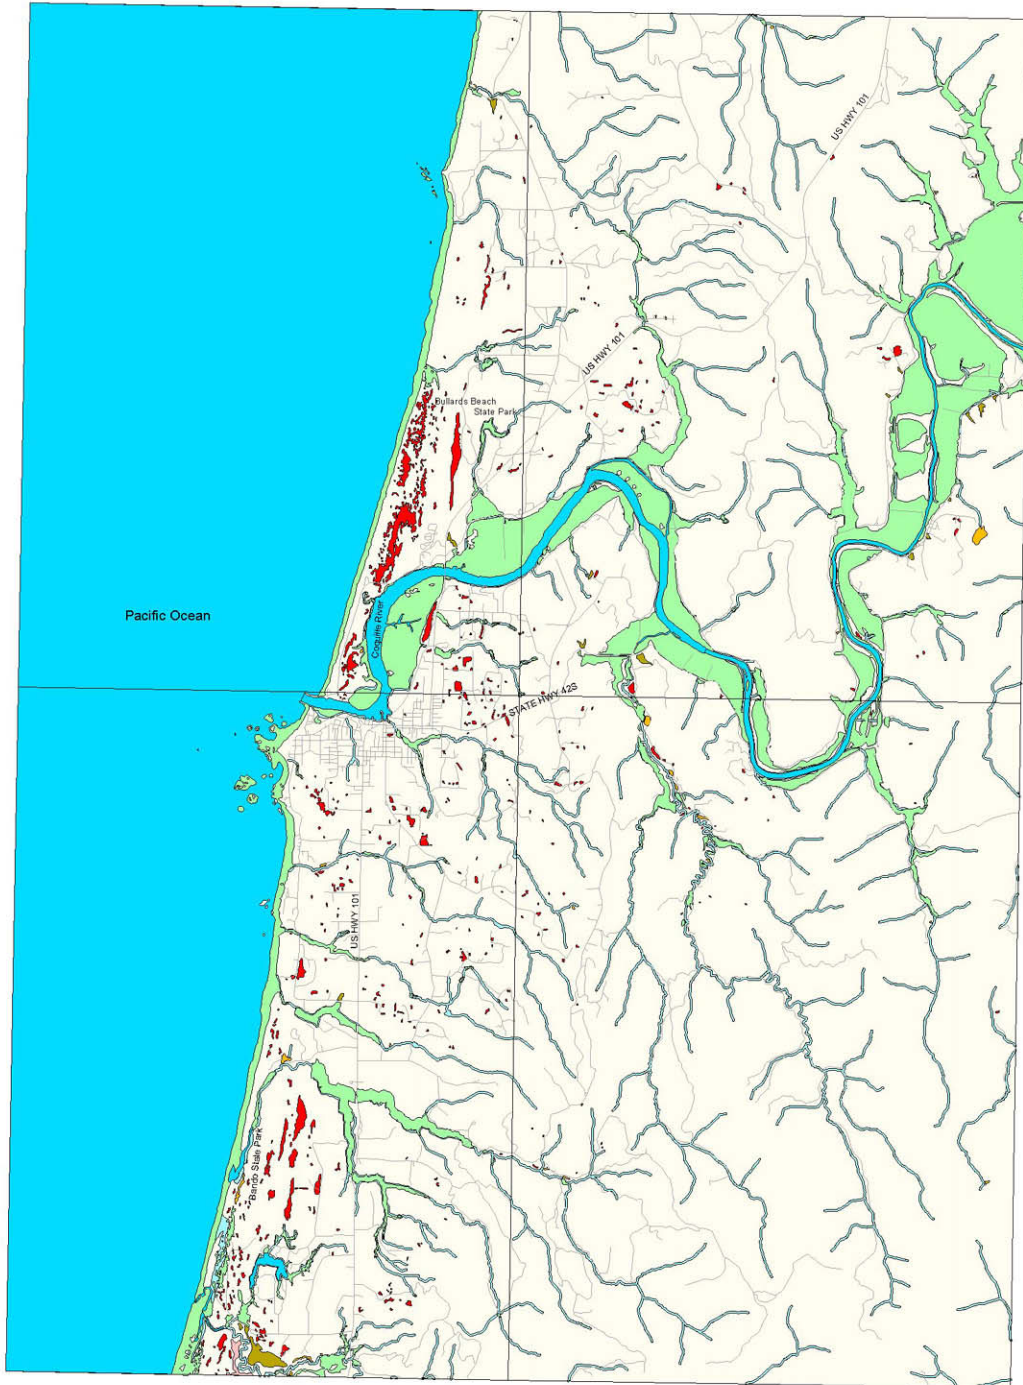 US HWY 101
US HWY 101
Bullards Beach
State Park
Pacific Ocean
Coquille River
STATE HWY 42S
US HWY 101
Bando State Park